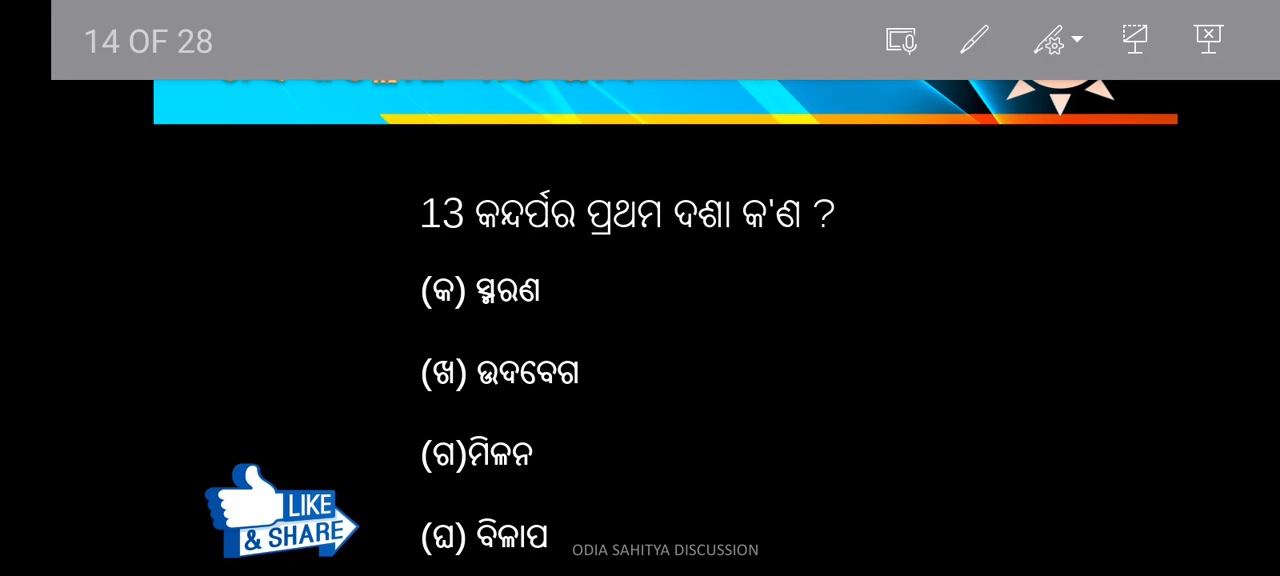 14 OF 28
13 କନ୍ଦର୍ପର ପ୍ରଥମ ଦଶା କ'ଣ ?
(କ) ସ୍ମରଣ
(ଖ) ଉଦବେଗ
(ଗ)ମିଳନ
(ଘ) ବିଳାପ
LIKE
& SHARE
ODIA SAHITYA DISCUSSION